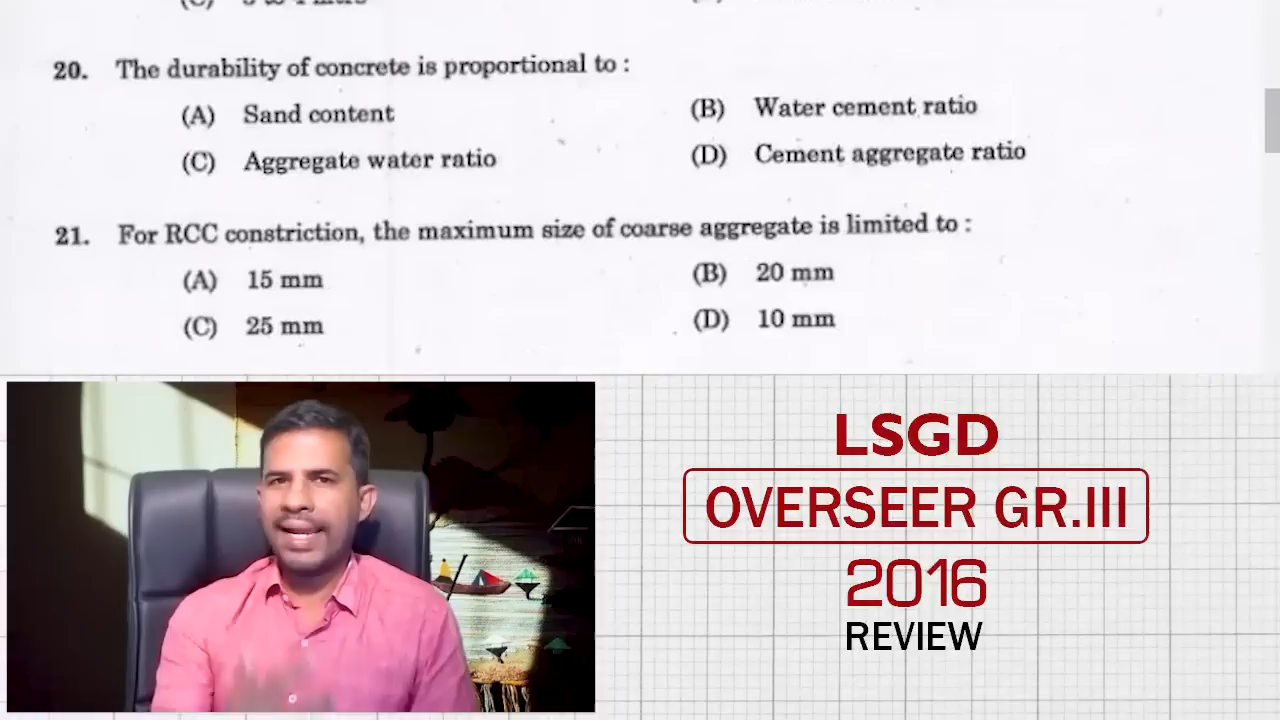 20. The durability of concrete is proportional to :
(A) Sand content (B) Water cement ratio
(C) Aggregate water ratio (D) Cement aggregate ratio
21. For RCC constriction, the maximum size of coarse aggregate is limited to :
(A) 15 mm (B) 20 mm
(C) 25 mm (D) 10 mm
LSGD
OVERSEER GR.III
2016
REVIEW